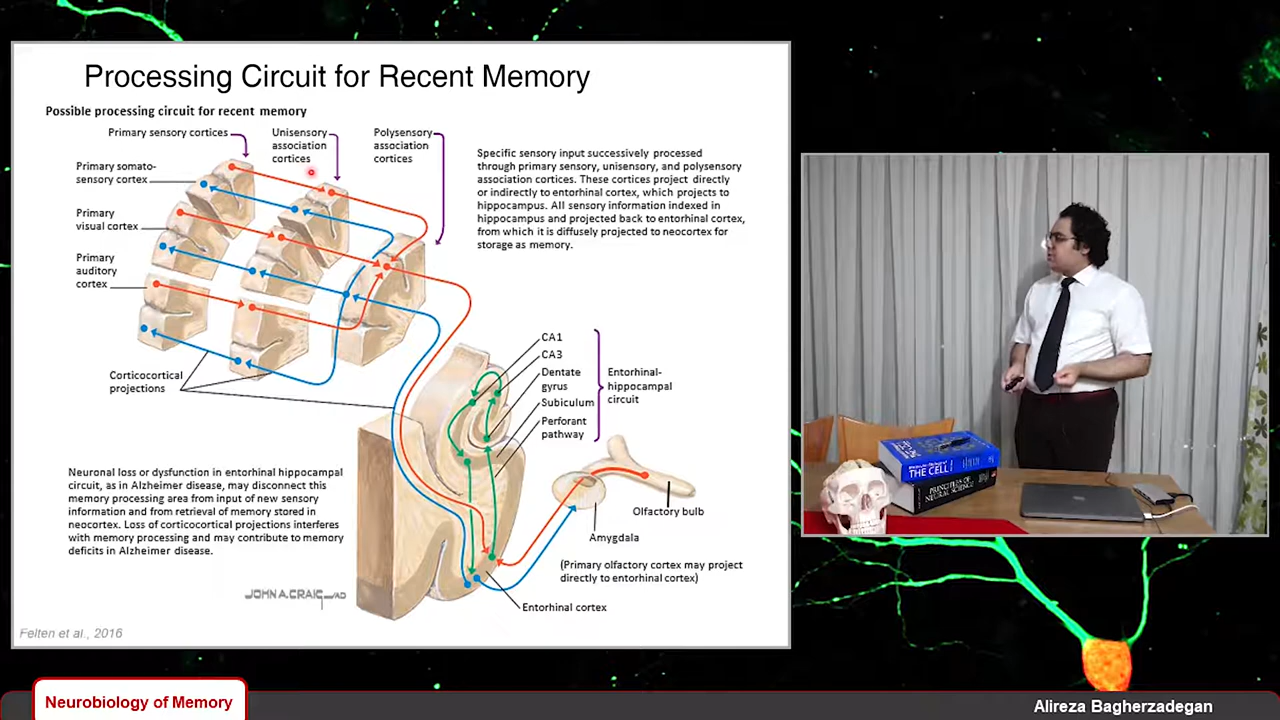 Processing Circuit for Recent Memory
Possible processing circuit for recent memory
Primary sensory cortices
Unisensory
association
cortices
Polysensory
association
cortices
Primary somato-
sensory cortex
Primary
visual cortex
Primary
auditory
cortex
Specific sensory input successively processed
through primary sensory, unisensory, and polysensory
association cortices. These cortices project directly
or indirectly to entorhinal cortex, which projects to
hippocampus. All sensory information indexed in
hippocampus and projected back to entorhinal cortex,
from which it is diffusely projected to neocortex for
storage as memory.
Corticocortical
projections
CA1
CA3
Dentate
gyrus
Subiculum
Perforant
pathway
Entorhinal-
hippocampal
circuit
Neuronal loss or dysfunction in entorhinal hippocampal
circuit, as in Alzheimer disease, may disconnect this
memory processing area from input of new sensory
information and from retrieval of memory stored in
neocortex. Loss of corticocortical projections interferes
with memory processing and may contribute to memory
deficits in Alzheimer disease.
Olfactory bulb
Amygdala
(Primary olfactory cortex may project
directly to entorhinal cortex)
Entorhinal cortex
JOHN A. CRAIG_AD
Felten et al., 2016
THE CELL
PRINCIPLES OF
NEURAL SCIENCE
Neurobiology of Memory
Alireza Bagherzadegan